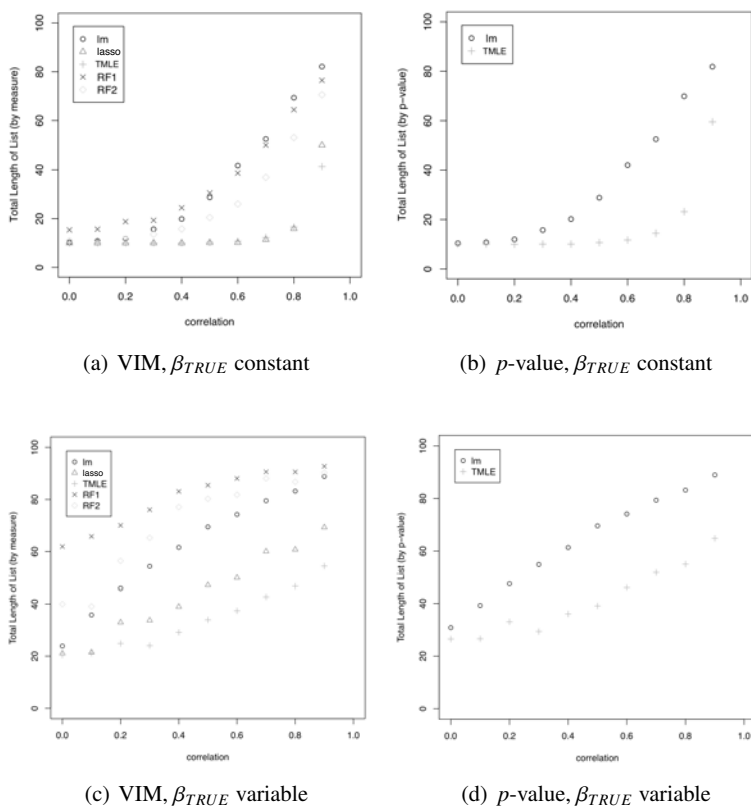 Total Length of List (by measure)
100
80
60
40
20
0
lm
lasso
TMLE
RF1
RF2
0.0 0.2 0.4 0.6 0.8 1.0
correlation
(a) VIM, β_TRUE constant
Total Length of List (by p-value)
100
80
60
40
20
0
lm
TMLE
0.0 0.2 0.4 0.6 0.8 1.0
correlation
(b) p-value, β_TRUE constant
Total Length of List (by measure)
100
80
60
40
20
0
lm
lasso
TMLE
RF1
RF2
0.0 0.2 0.4 0.6 0.8 1.0
correlation
(c) VIM, β_TRUE variable
Total Length of List (by p-value)
100
80
60
40
20
0
lm
TMLE
0.0 0.2 0.4 0.6 0.8 1.0
correlation
(d) p-value, β_TRUE variable